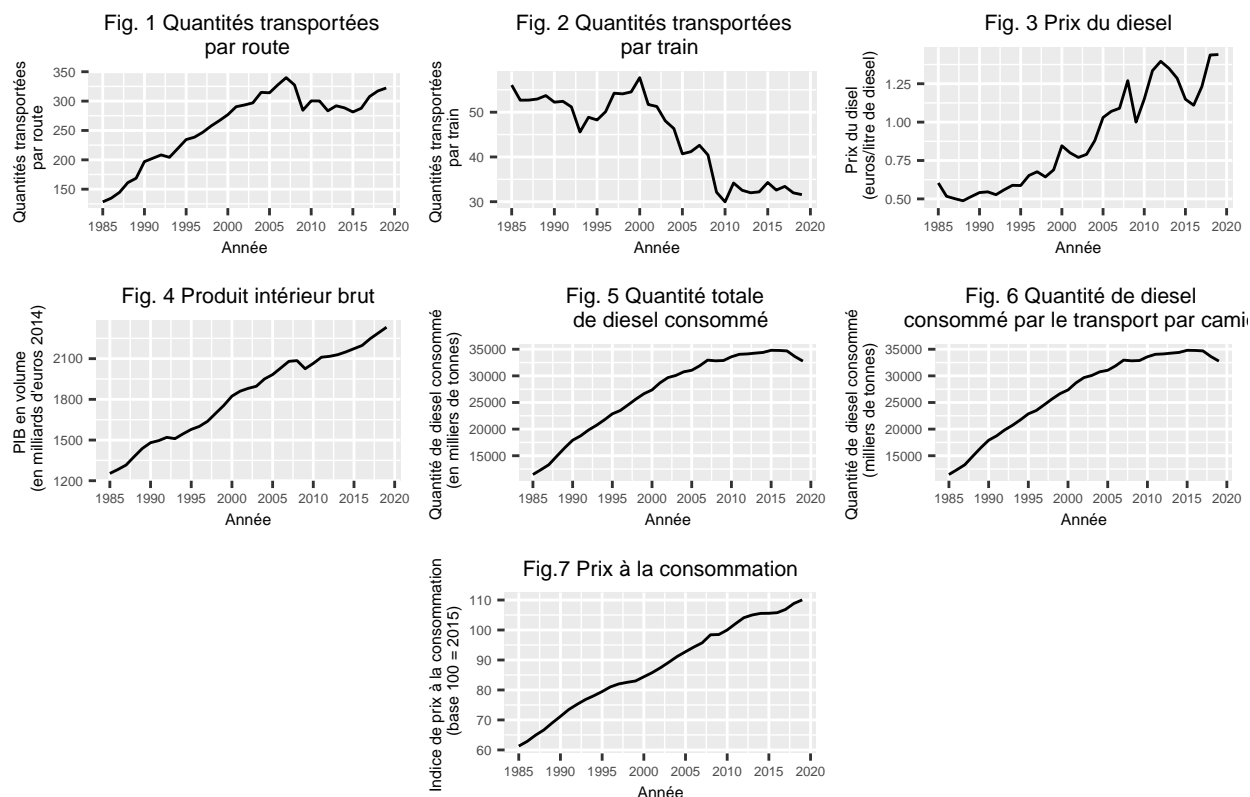 Fig. 1 Quantités transportées
par route
Quantités transportées
par route
350
300
250
200
150
1985 1990 1995 2000 2005 2010 2015 2020
Année
Fig. 2 Quantités transportées
par train
Quantités transportées
par train
50
40
30
1985 1990 1995 2000 2005 2010 2015 2020
Année
Fig. 3 Prix du diesel
Prix du disel
(euros/litre de diesel)
1.25
1.00
0.75
0.50
1985 1990 1995 2000 2005 2010 2015 2020
Année
Fig. 4 Produit intérieur brut
PIB en volume
(en milliards d'euros 2014)
2100
1800
1500
1200
1985 1990 1995 2000 2005 2010 2015 2020
Année
Fig. 5 Quantité totale
de diesel consommé
Quantité de diesel consommé
(en milliers de tonnes)
35000
30000
25000
20000
15000
1985 1990 1995 2000 2005 2010 2015 2020
Année
Fig. 6 Quantité de diesel
consommé par le transport par camio
Quantité de diesel consommé
(milliers de tonnes)
35000
30000
25000
20000
15000
1985 1990 1995 2000 2005 2010 2015 2020
Année
Fig.7 Prix à la consommation
Indice de prix à la consommation
(base 100 = 2015)
110
100
90
80
70
60
1985 1990 1995 2000 2005 2010 2015 2020
Année